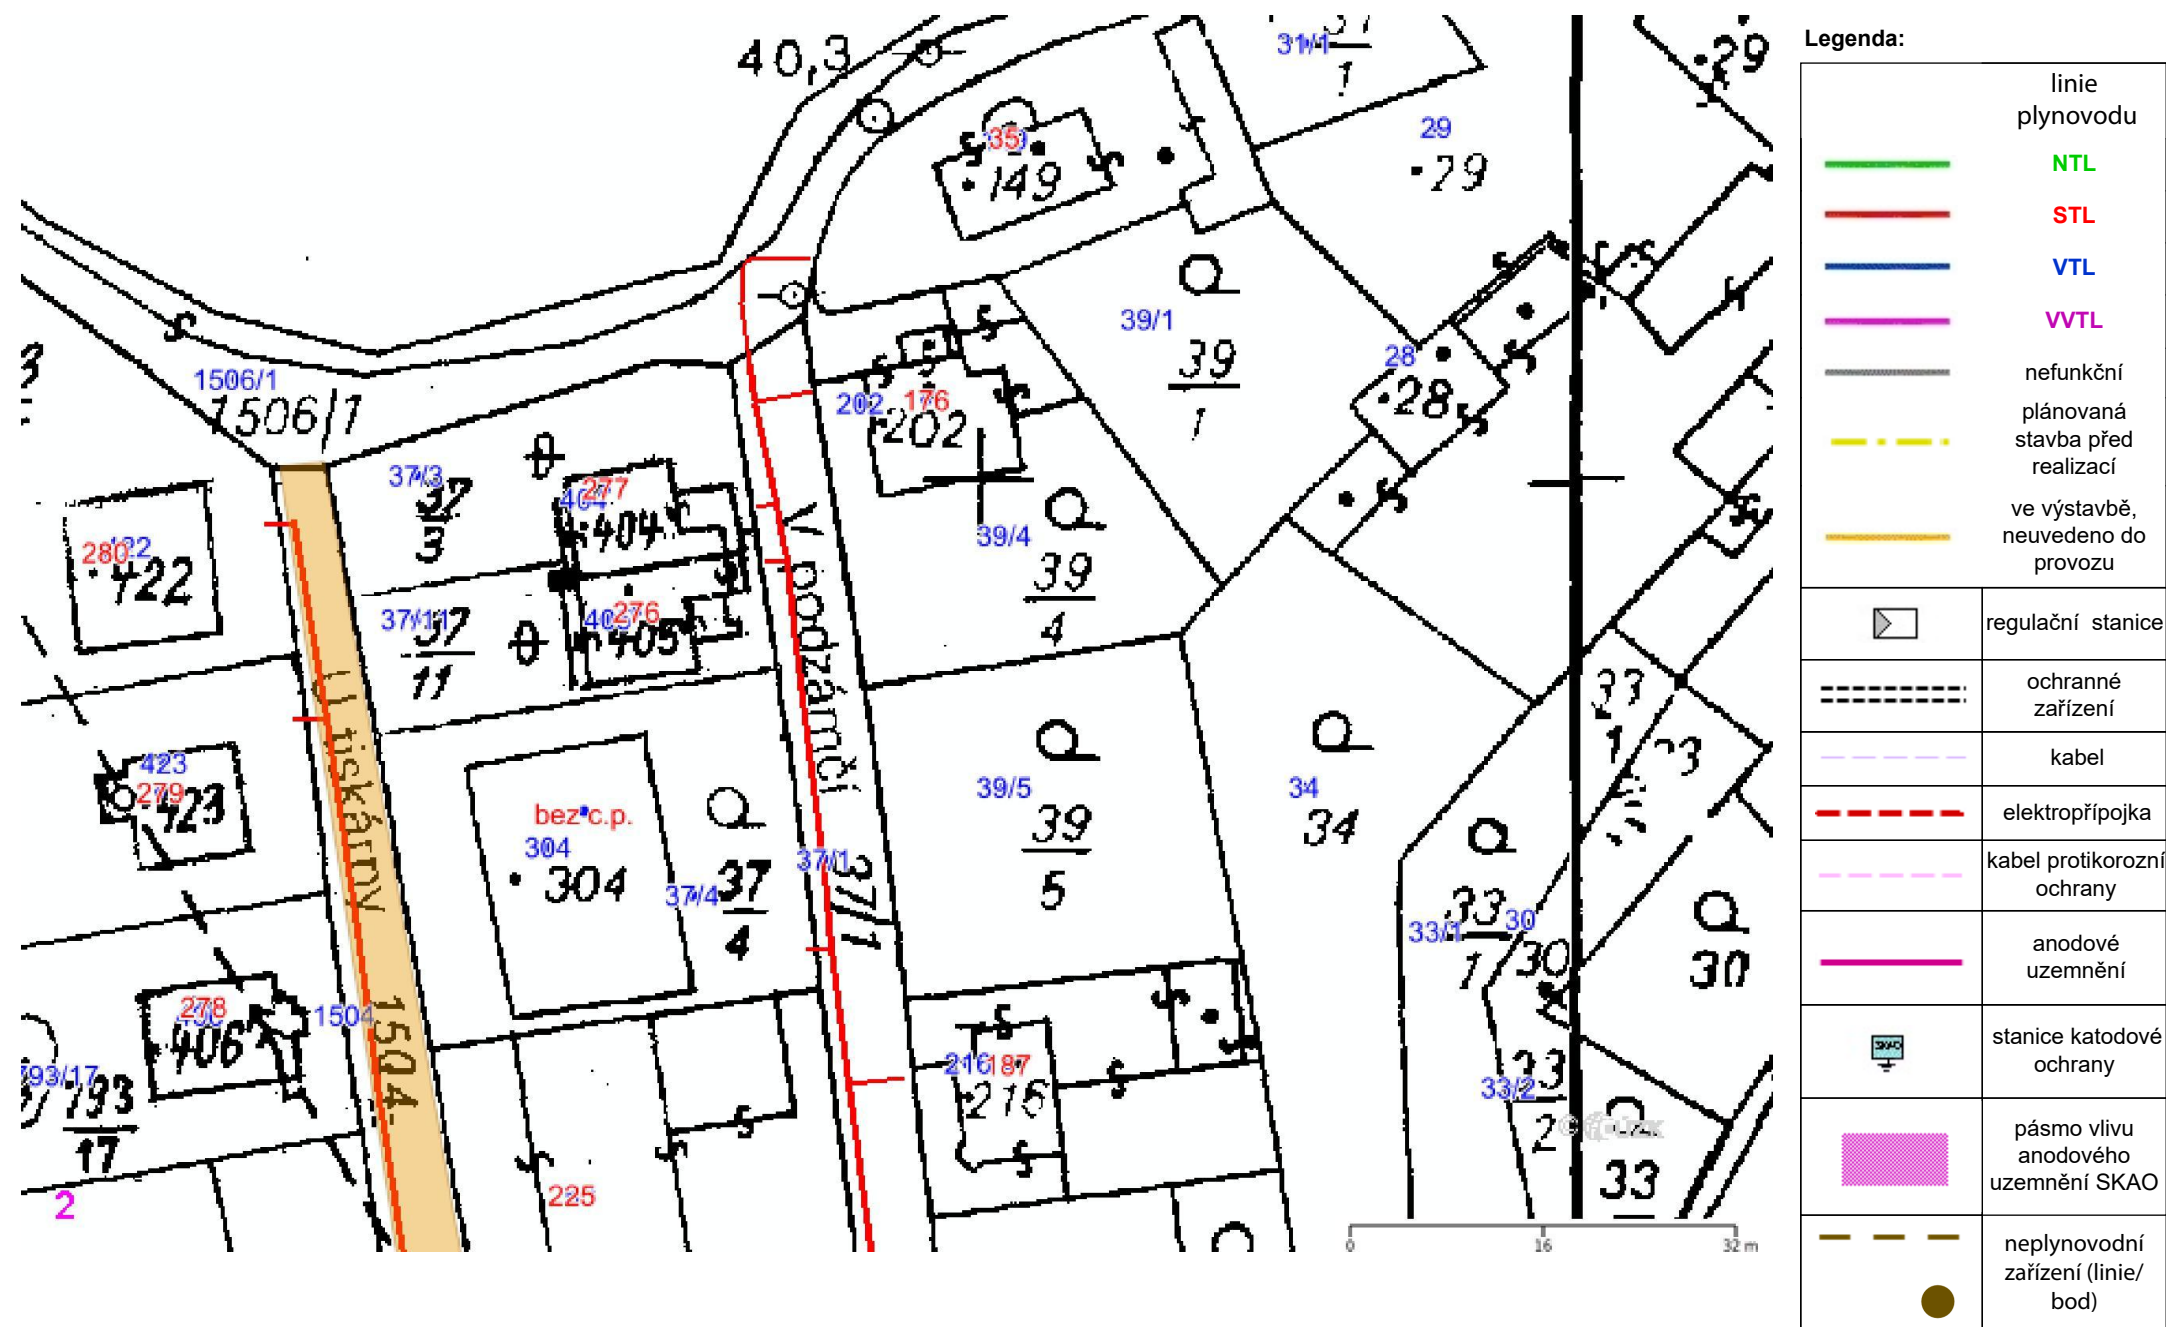 40,3
31/1
31
1
29
Legenda:
linie
plynovodu
NTL
STL
VTL
VVTL
nefunkční
plánovaná
stavba před
realizací
ve výstavbě,
neuvedeno do
provozu
regulační stanice
ochranné
zařízení
kabel
elektropřípojka
kabel protikorozní
ochrany
anodové
uzemnění
stanice katodové
ochrany
pásmo vlivu
anodového
uzemnění SKAO
neplynovodní
zařízení (linie/
bod)
35
149
29
29
39/1
39
1
28
28
1506/1
1506/1
202
176
202
37/3
37
3
277
404
39/4
39
4
280
422
422
37/11
37
11
276
405
V podzámčí
U tiskárny
423
279
423
bez č.p.
304
304
37/4
37
4
37/1
37/1
39/5
39
5
34
34
33
1
33
33/1
33
1
30
30
30
278
406
1504
1504
793/17
793
17
2
225
216
187
216
33/2
33
2
33
0
16
32 m